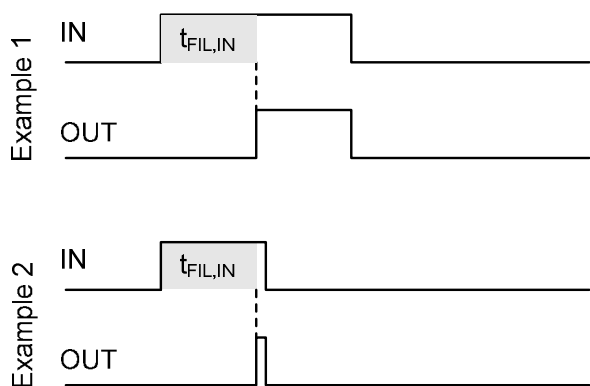 Example 1
IN
tFIL,IN
OUT
Example 2
IN
tFIL,IN
OUT